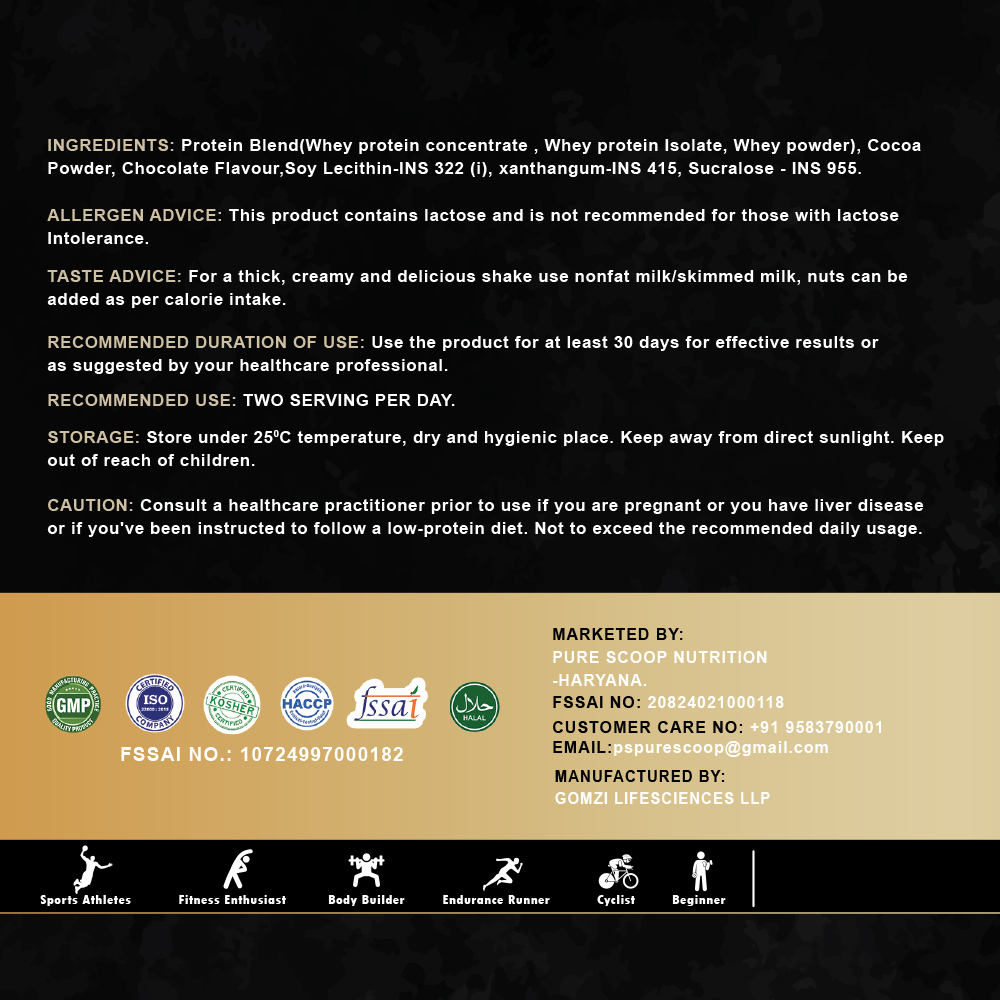 INGREDIENTS: Protein Blend(Whey protein concentrate , Whey protein Isolate, Whey powder), Cocoa
Powder, Chocolate Flavour,Soy Lecithin-INS 322 (i), xanthangum-INS 415, Sucralose - INS 955.
ALLERGEN ADVICE: This product contains lactose and is not recommended for those with lactose
Intolerance.
TASTE ADVICE: For a thick, creamy and delicious shake use nonfat milk/skimmed milk, nuts can be
added as per calorie intake.
RECOMMENDED DURATION OF USE: Use the product for at least 30 days for effective results or
as suggested by your healthcare professional.
RECOMMENDED USE: TWO SERVING PER DAY.
STORAGE: Store under 25⁰C temperature, dry and hygienic place. Keep away from direct sunlight. Keep
out of reach of children.
CAUTION: Consult a healthcare practitioner prior to use if you are pregnant or you have liver disease
or if you've been instructed to follow a low-protein diet. Not to exceed the recommended daily usage.
GOOD MANUFACTURING PRACTICE
GMP
QUALITY PRODUCT
CERTIFIED
ISO
22000 : 2018
COMPANY
CERTIFIED
KOSHER
CERTIFIED
HACCP
fssai
حلال
HALAL
FSSAI NO.: 10724997000182
MARKETED BY:
PURE SCOOP NUTRITION
-HARYANA.
FSSAI NO: 20824021000118
CUSTOMER CARE NO: +91 9583790001
EMAIL:pspurescoop@gmail.com
MANUFACTURED BY:
GOMZI LIFESCIENCES LLP
Sports Athletes
Fitness Enthusiast
Body Builder
Endurance Runner
Cyclist
Beginner